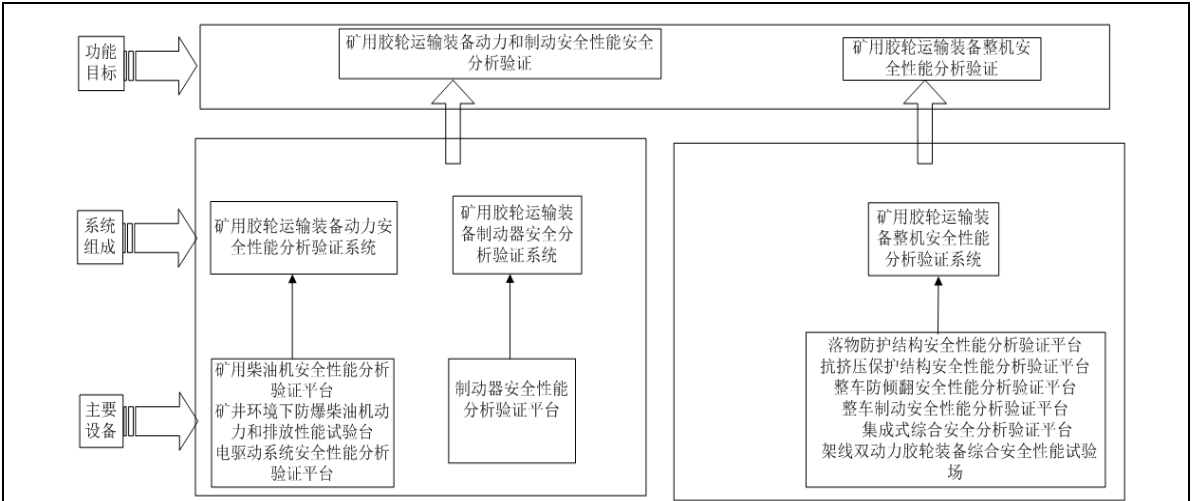 功能
目标
矿用胶轮运输装备动力和制动安全性能安全
分析验证
矿用胶轮运输装备整机安
全性能分析验证
系统
组成
矿用胶轮运输装备动力安
全性能分析验证系统
矿用胶轮运输装
备制动器安全分
析验证系统
矿用胶轮运输装
备整机安全性能
分析验证系统
主要
设备
矿用柴油机安全性能分析
验证平台
矿井环境下防爆柴油机动
力和排放性能试验台
电驱动系统安全性能分析
验证平台
制动器安全性能
分析验证平台
落物防护结构安全性能分析验证平台
抗挤压保护结构安全性能分析验证平台
整车防倾翻安全性能分析验证平台
整车制动安全性能分析验证平台
集成式综合安全分析验证平台
架线双动力胶轮装备综合安全性能试验
场